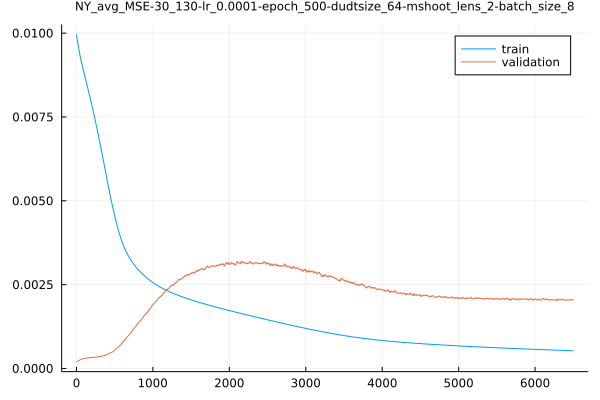 NY_avg_MSE-30_130-lr_0.0001-epoch_500-dudtsize_64-mshoot_lens_2-batch_size_8
0.0100
train
validation
0.0075
0.0050
0.0025
0.0000
0 1000 2000 3000 4000 5000 6000